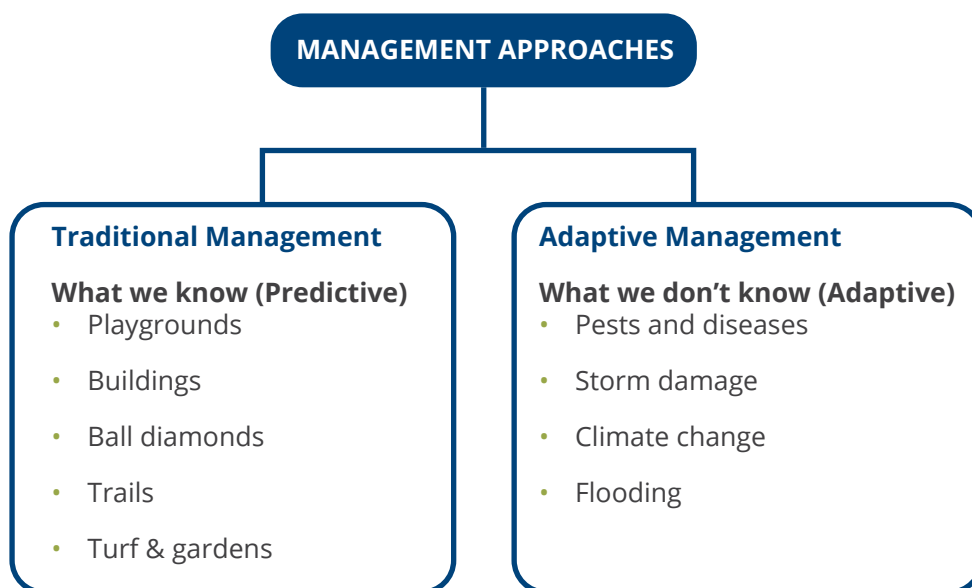 MANAGEMENT APPROACHES
Traditional Management
What we know (Predictive)
• Playgrounds
• Buildings
• Ball diamonds
• Trails
• Turf & gardens
Adaptive Management
What we don’t know (Adaptive)
• Pests and diseases
• Storm damage
• Climate change
• Flooding